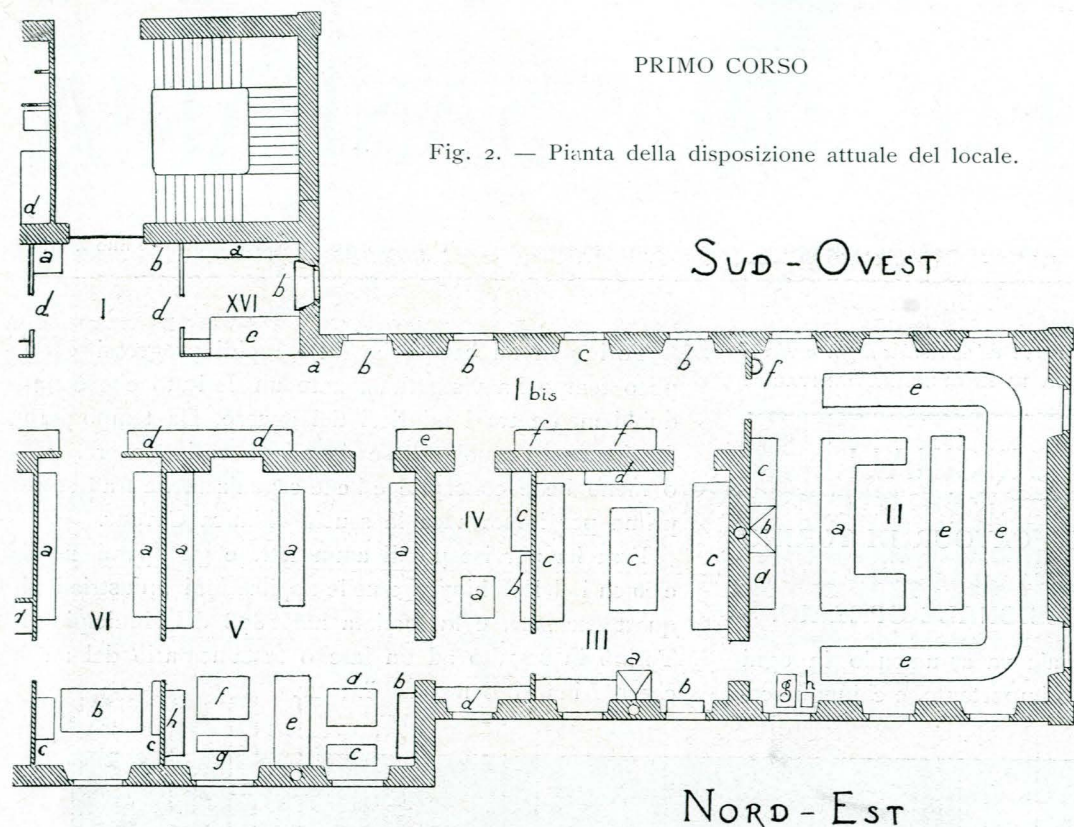 PRIMO CORSO
Fig. 2. — Pianta della disposizione attuale del locale.
SUD-OVEST
d
a b a
d I d XVI b
e
a b b c b
I bis f
e
d d e f f
d c
a a a a a IV c c c c a II e e
b
a b d
d VI V III
e
a b
f d b g h
c b c h e d
g c
NORD-EST